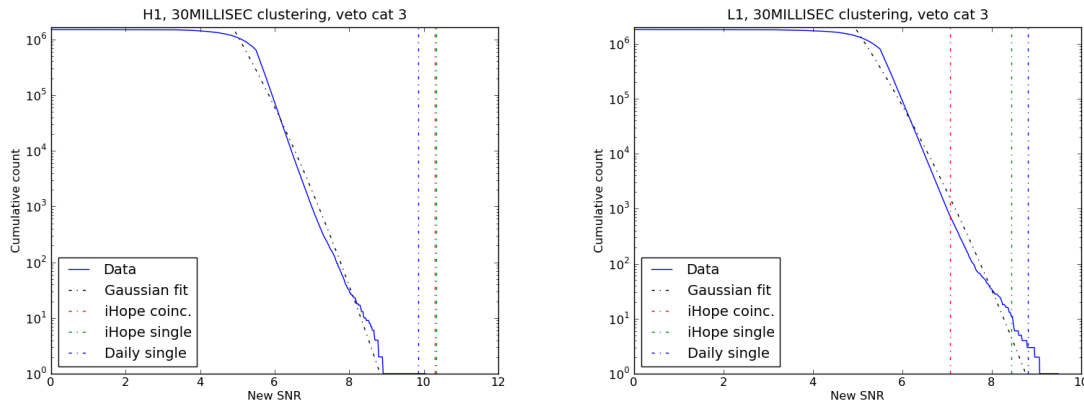 H1, 30MILLISEC clustering, veto cat 3
10^6
10^5
10^4
10^3
10^2
10^1
10^0
Cumulative count
Data
Gaussian fit
iHope coinc.
iHope single
Daily single
0 2 4 6 8 10 12
New SNR
L1, 30MILLISEC clustering, veto cat 3
10^6
10^5
10^4
10^3
10^2
10^1
10^0
Cumulative count
Data
Gaussian fit
iHope coinc.
iHope single
Daily single
0 2 4 6 8 10
New SNR